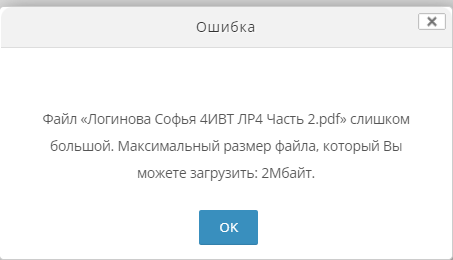 Ошибка
Файл «Логинова Софья 4ИВТ ЛР4 Часть 2.pdf» слишком
большой. Максимальный размер файла, который Вы
можете загрузить: 2Мбайт.
ОК